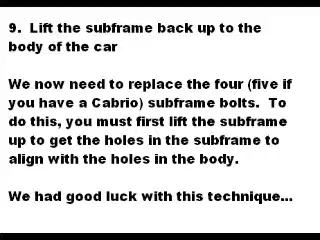 9.  Lift the subframe back up to the
body of the car
We now need to replace the four (five if
you have a Cabrio) subframe bolts.  To
do this, you must first lift the subframe
up to get the holes in the subframe to
align with the holes in the body.
We had good luck with this technique...